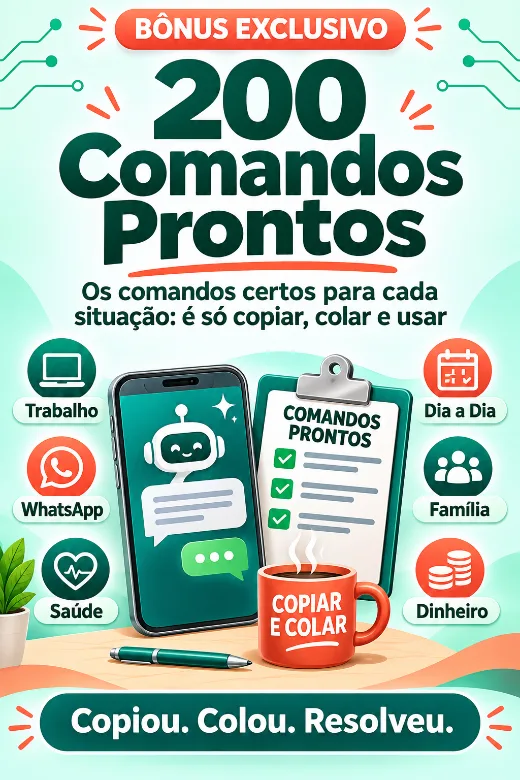 BÔNUS EXCLUSIVO
200
Comandos
Prontos
Os comandos certos para cada
situação: é só copiar, colar e usar
Trabalho
WhatsApp
Saúde
COMANDOS
PRONTOS
COPIAR
E COLAR
Dia a Dia
Família
Dinheiro
Copiou. Colou. Resolveu.